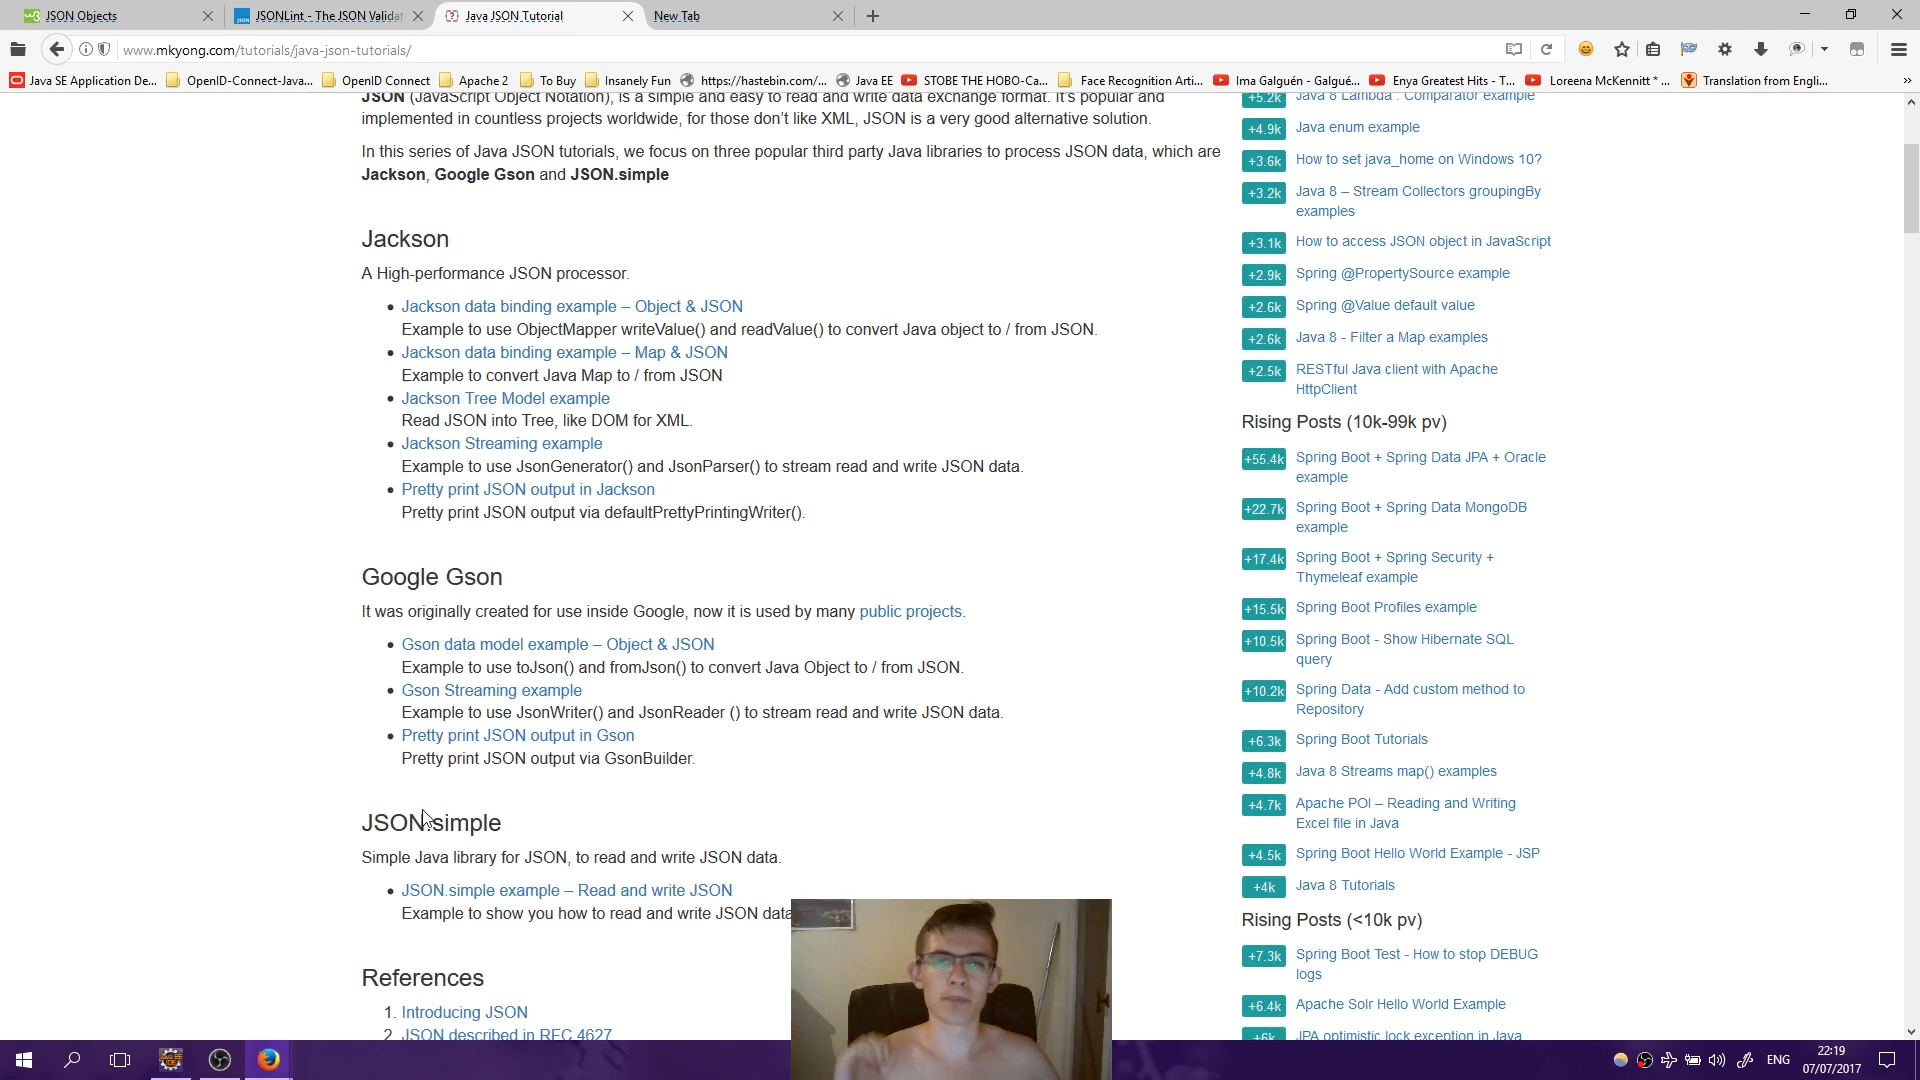 JSON Objects
JSONLint - The JSON Validat
Java JSON Tutorial
New Tab
www.mkyong.com/tutorials/java-json-tutorials/
Java SE Application De...
OpenID-Connect-Java...
OpenID Connect
Apache 2
To Buy
Insanely Fun
https://hastebin.com/...
Java EE
STOBE THE HOBO-Ca...
Face Recognition Arti...
Ima Galguén - Galgué...
Enya Greatest Hits - T...
Loreena McKennitt * ...
Translation from Engli...
JSON (JavaScript Object Notation), is a simple and easy to read and write data exchange format. It's popular and
implemented in countless projects worldwide, for those don't like XML, JSON is a very good alternative solution.
In this series of Java JSON tutorials, we focus on three popular third party Java libraries to process JSON data, which are
Jackson, Google Gson and JSON.simple
Jackson
A High-performance JSON processor.
Jackson data binding example – Object & JSON
Example to use ObjectMapper writeValue() and readValue() to convert Java object to / from JSON.
Jackson data binding example – Map & JSON
Example to convert Java Map to / from JSON
Jackson Tree Model example
Read JSON into Tree, like DOM for XML.
Jackson Streaming example
Example to use JsonGenerator() and JsonParser() to stream read and write JSON data.
Pretty print JSON output in Jackson
Pretty print JSON output via defaultPrettyPrintingWriter().
Google Gson
It was originally created for use inside Google, now it is used by many public projects.
Gson data model example – Object & JSON
Example to use toJson() and fromJson() to convert Java Object to / from JSON.
Gson Streaming example
Example to use JsonWriter() and JsonReader () to stream read and write JSON data.
Pretty print JSON output in Gson
Pretty print JSON output via GsonBuilder.
JSON.simple
Simple Java library for JSON, to read and write JSON data.
JSON.simple example – Read and write JSON
Example to show you how to read and write JSON data
References
1. Introducing JSON
2. JSON described in RFC 4627
+5.2k Java 8 Lambda : Comparator example
+4.9k Java enum example
+3.6k How to set java_home on Windows 10?
+3.2k Java 8 – Stream Collectors groupingBy
examples
+3.1k How to access JSON object in JavaScript
+2.9k Spring @PropertySource example
+2.6k Spring @Value default value
+2.6k Java 8 - Filter a Map examples
+2.5k RESTful Java client with Apache
HttpClient
Rising Posts (10k-99k pv)
+55.4k Spring Boot + Spring Data JPA + Oracle
example
+22.7k Spring Boot + Spring Data MongoDB
example
+17.4k Spring Boot + Spring Security +
Thymeleaf example
+15.5k Spring Boot Profiles example
+10.5k Spring Boot - Show Hibernate SQL
query
+10.2k Spring Data - Add custom method to
Repository
+6.3k Spring Boot Tutorials
+4.8k Java 8 Streams map() examples
+4.7k Apache POI – Reading and Writing
Excel file in Java
+4.5k Spring Boot Hello World Example - JSP
+4k Java 8 Tutorials
Rising Posts (<10k pv)
+7.3k Spring Boot Test - How to stop DEBUG
logs
+6.4k Apache Solr Hello World Example
+6k JPA optimistic lock exception in Java
ENG
22:19
07/07/2017